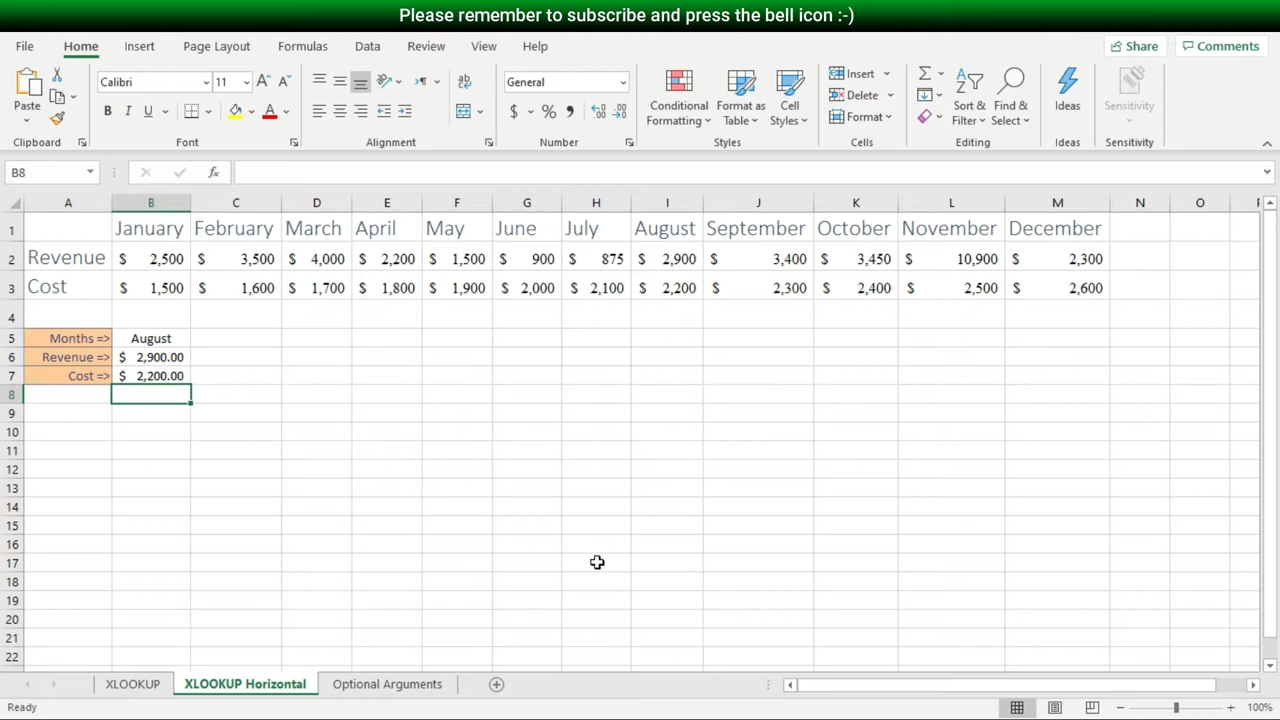 Please remember to subscribe and press the bell icon :-)
File Home Insert Page Layout Formulas Data Review View Help Share Comments
Paste Calibri 11 General Conditional Formatting Format as Table Cell Styles Insert Delete Format Sort & Filter Find & Select Ideas Sensitivity
Clipboard Font Alignment Number Styles Cells Editing Ideas Sensitivity
B8 fx
A B C D E F G H I J K L M N O
1 January February March April May June July August September October November December
2 Revenue $ 2,500 $ 3,500 $ 4,000 $ 2,200 $ 1,500 $ 900 $ 875 $ 2,900 $ 3,400 $ 3,450 $ 10,900 $ 2,300
3 Cost $ 1,500 $ 1,600 $ 1,700 $ 1,800 $ 1,900 $ 2,000 $ 2,100 $ 2,200 $ 2,300 $ 2,400 $ 2,500 $ 2,600
4
5 Months => August
6 Revenue => $ 2,900.00
7 Cost => $ 2,200.00
8
9
10
11
12
13
14
15
16
17
18
19
20
21
22
XLOOKUP XLOOKUP Horizontal Optional Arguments
Ready 100%